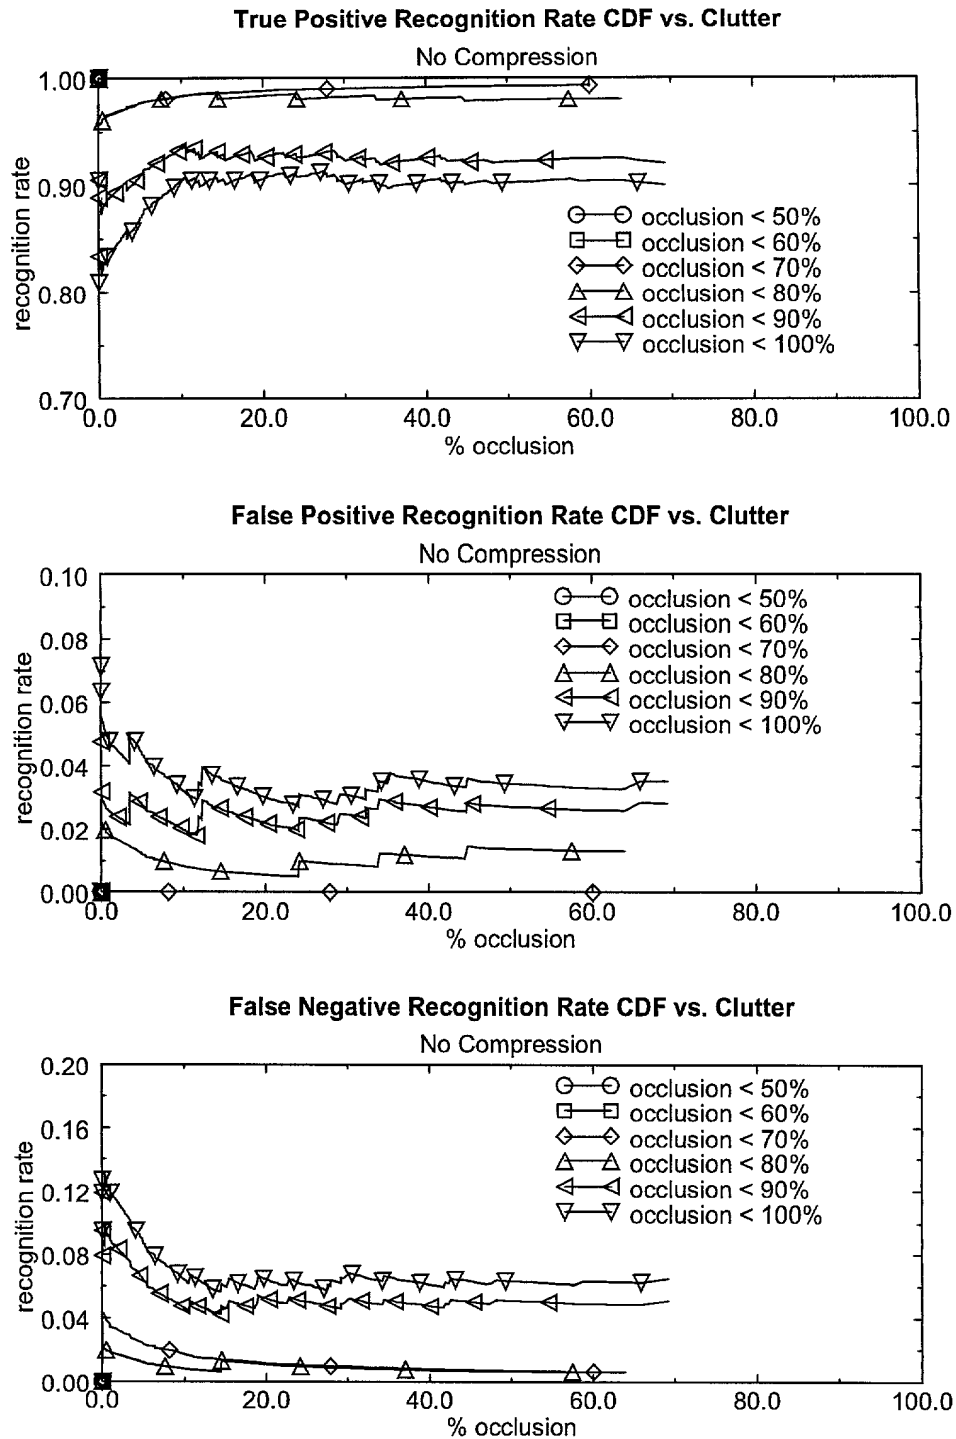 True Positive Recognition Rate CDF vs. Clutter
No Compression
1.00
0.90
0.80
0.70
recognition rate
occlusion < 50%
occlusion < 60%
occlusion < 70%
occlusion < 80%
occlusion < 90%
occlusion < 100%
0.0 20.0 40.0 60.0 80.0 100.0
% occlusion
False Positive Recognition Rate CDF vs. Clutter
No Compression
0.10
0.08
0.06
0.04
0.02
0.00
recognition rate
occlusion < 50%
occlusion < 60%
occlusion < 70%
occlusion < 80%
occlusion < 90%
occlusion < 100%
0.0 20.0 40.0 60.0 80.0 100.0
% occlusion
False Negative Recognition Rate CDF vs. Clutter
No Compression
0.20
0.16
0.12
0.08
0.04
0.00
recognition rate
occlusion < 50%
occlusion < 60%
occlusion < 70%
occlusion < 80%
occlusion < 90%
occlusion < 100%
0.0 20.0 40.0 60.0 80.0 100.0
% occlusion